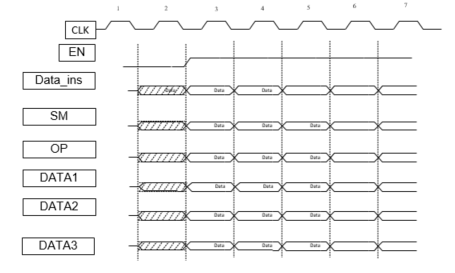 1 2 3 4 5 6 7
CLK
EN
Data_ins Data Data Data
SM Data Data Data
OP Data Data Data
DATA1 Data Data Data
DATA2 Data Data Data
DATA3 Data Data Data